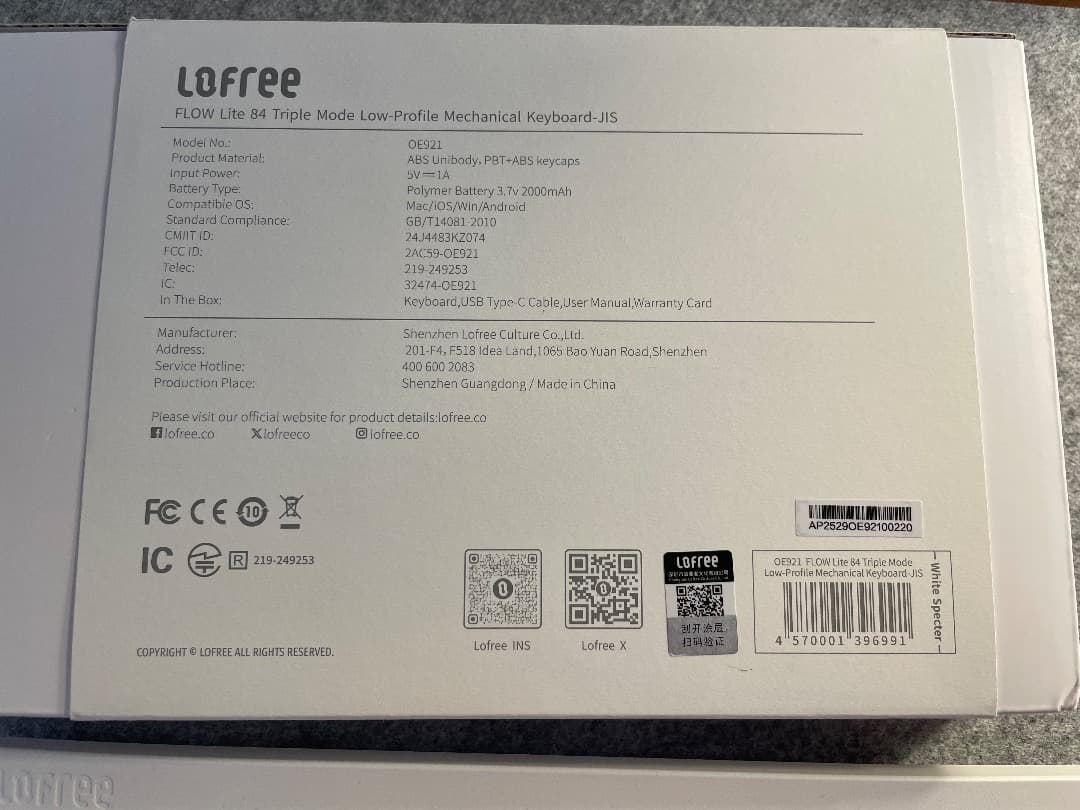 Lofree
FLOW Lite 84 Triple Mode Low-Profile Mechanical Keyboard-JIS
Model No.: OE921
Product Material: ABS Unibody, PBT+ABS keycaps
Input Power: 5V⎓1A
Battery Type: Polymer Battery 3.7v 2000mAh
Compatible OS: Mac/iOS/Win/Android
Standard Compliance: GB/T14081-2010
CMIIT ID: 24J4483KZ074
FCC ID: 2AC59-OE921
Telec: 219-249253
IC: 32474-OE921
In The Box: Keyboard,USB Type-C Cable,User Manual,Warranty Card
Manufacturer: Shenzhen Lofree Culture Co.,Ltd.
Address: 201-F4, F518 Idea Land,1065 Bao Yuan Road,Shenzhen
Service Hotline: 400 600 2083
Production Place: Shenzhen Guangdong / Made in China
Please visit our official website for product details:lofree.co
lofree.co lofreeco lofree.co
FC CE 10
AP2529OE92100220
IC R 219-249253
Lofree
刮开涂层
扫码验证
OE921 FLOW Lite 84 Triple Mode
Low-Profile Mechanical Keyboard-JIS
White Specter
4 570001 396991
Lofree INS
Lofree X
COPYRIGHT © LOFREE ALL RIGHTS RESERVED.
Lofree